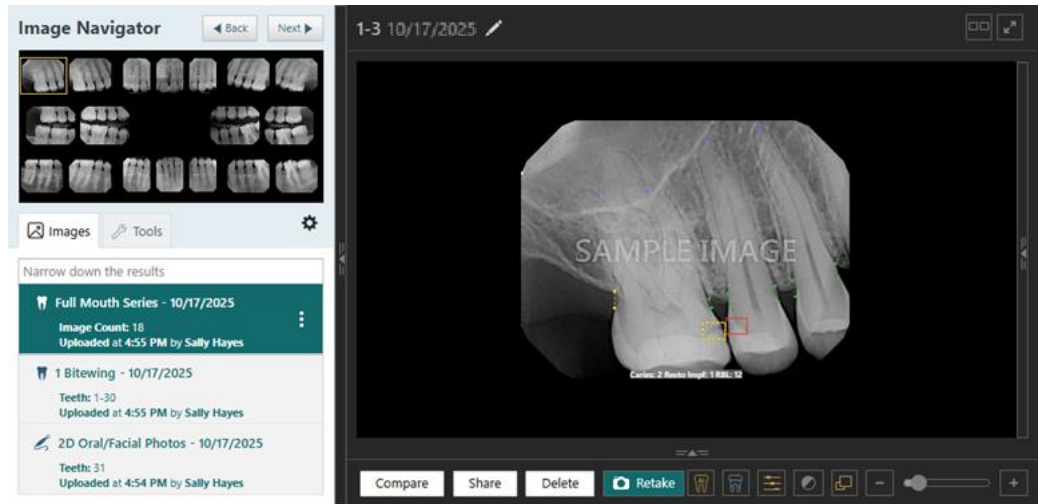 Image Navigator
Back
Next
Images
Tools
Narrow down the results
Full Mouth Series - 10/17/2025
Image Count: 18
Uploaded at 4:55 PM by Sally Hayes
1 Bitewing - 10/17/2025
Teeth: 1-30
Uploaded at 4:55 PM by Sally Hayes
2D Oral/Facial Photos - 10/17/2025
Teeth: 31
Uploaded at 4:54 PM by Sally Hayes
1-3 10/17/2025
SAMPLE IMAGE
Caries: 2 Resto Impf: 1 RBL: 12
Compare
Share
Delete
Retake